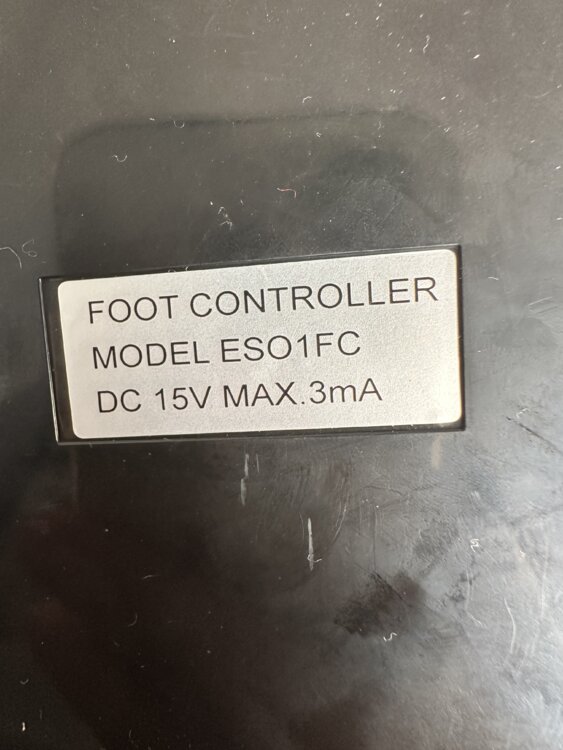 FOOT CONTROLLER
MODEL ESO1FC
DC 15V MAX.3mA